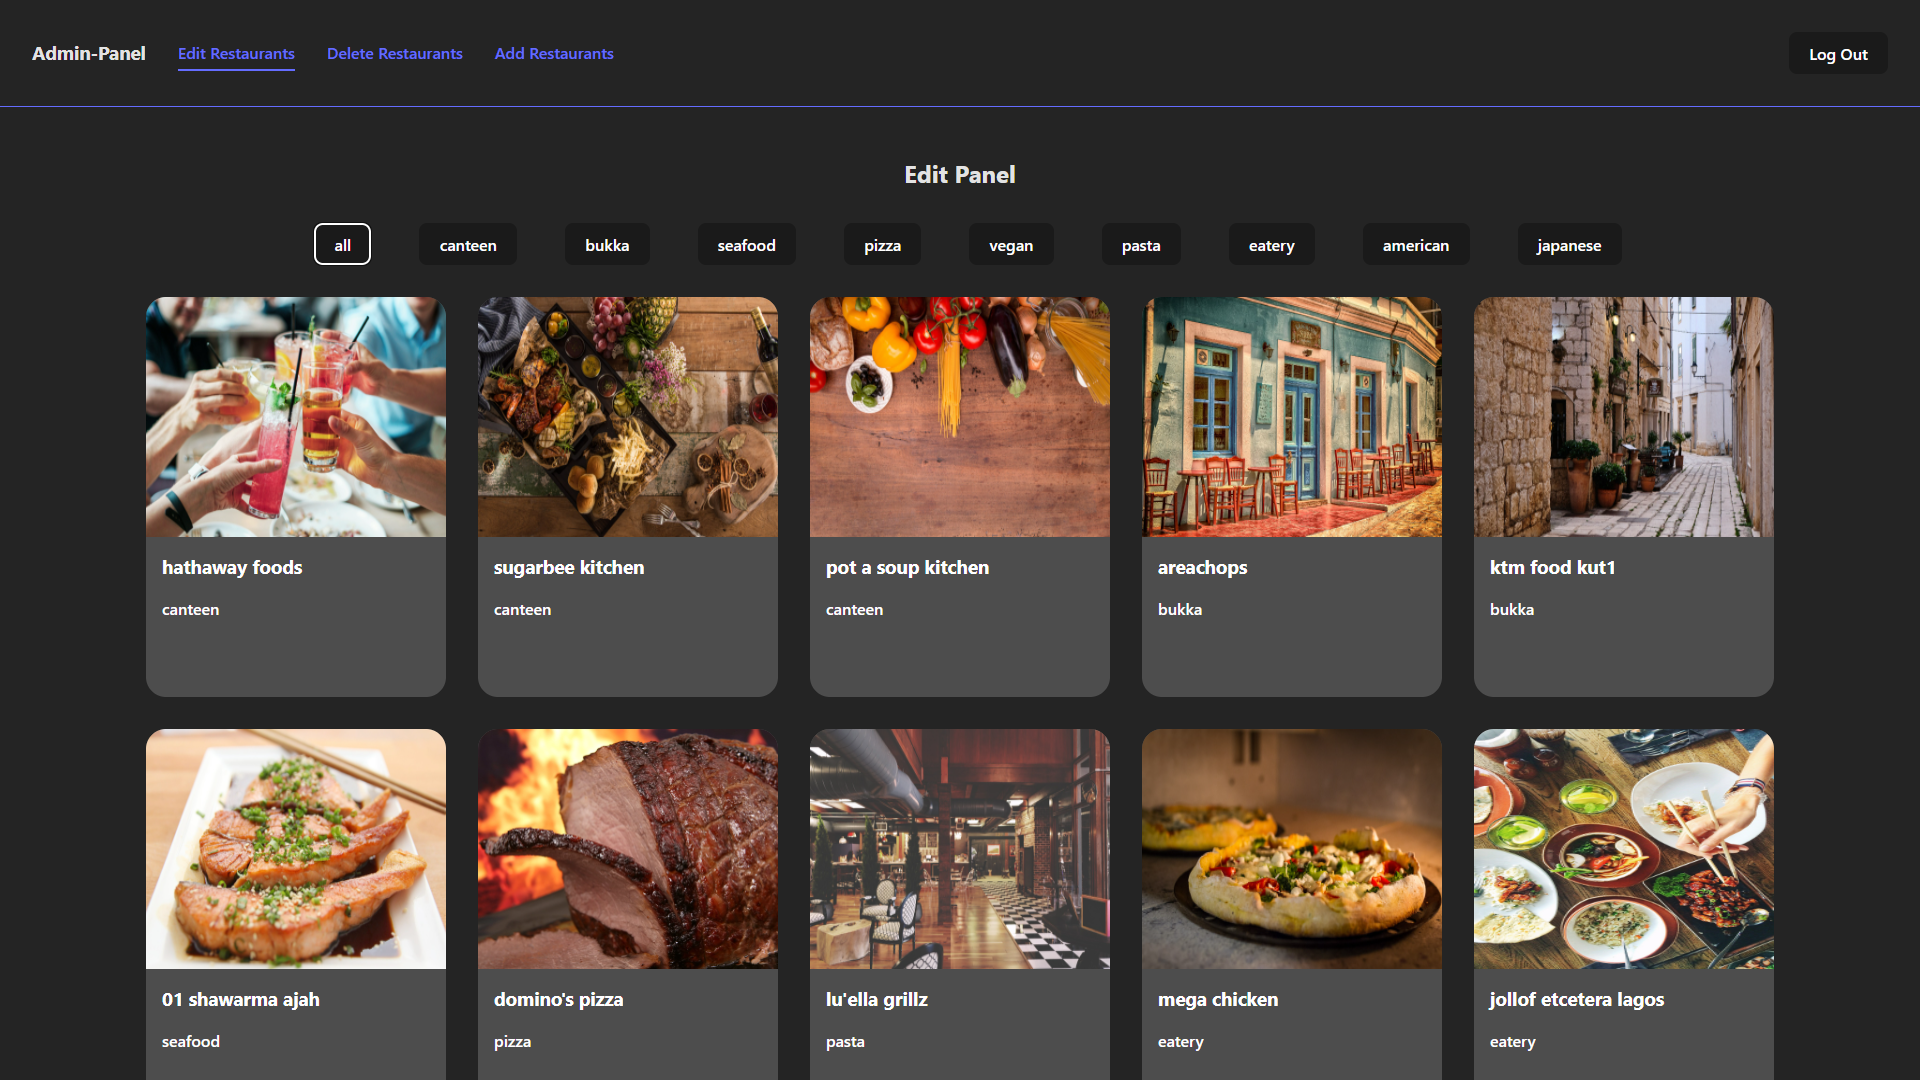 Admin-Panel Edit Restaurants Delete Restaurants Add Restaurants Log Out
Edit Panel
all canteen bukka seafood pizza vegan pasta eatery american japanese
hathaway foods sugarbee kitchen pot a soup kitchen areachops ktm food kut1
canteen canteen canteen bukka bukka
01 shawarma ajah domino's pizza lu'ella grillz mega chicken jollof etcetera lagos
seafood pizza pasta eatery eatery